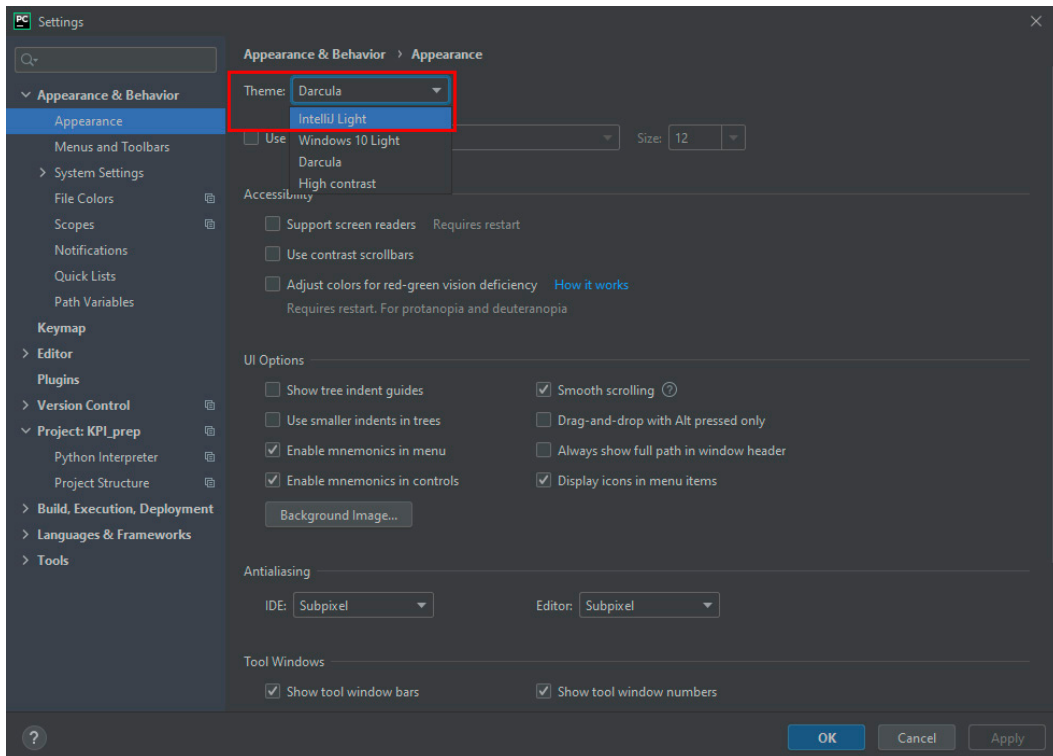 PC Settings
Appearance & Behavior
Appearance
Menus and Toolbars
System Settings
File Colors
Scopes
Notifications
Quick Lists
Path Variables
Keymap
Editor
Plugins
Version Control
Project: KPI_prep
Python Interpreter
Project Structure
Build, Execution, Deployment
Languages & Frameworks
Tools
Appearance & Behavior › Appearance
Theme: Darcula
IntelliJ Light
Windows 10 Light
Darcula
High contrast
Use Size: 12
Accessibility
Support screen readers Requires restart
Use contrast scrollbars
Adjust colors for red-green vision deficiency How it works
Requires restart. For protanopia and deuteranopia
UI Options
Show tree indent guides Smooth scrolling ?
Use smaller indents in trees Drag-and-drop with Alt pressed only
Enable mnemonics in menu Always show full path in window header
Enable mnemonics in controls Display icons in menu items
Background Image...
Antialiasing
IDE: Subpixel Editor: Subpixel
Tool Windows
Show tool window bars Show tool window numbers
? OK Cancel Apply